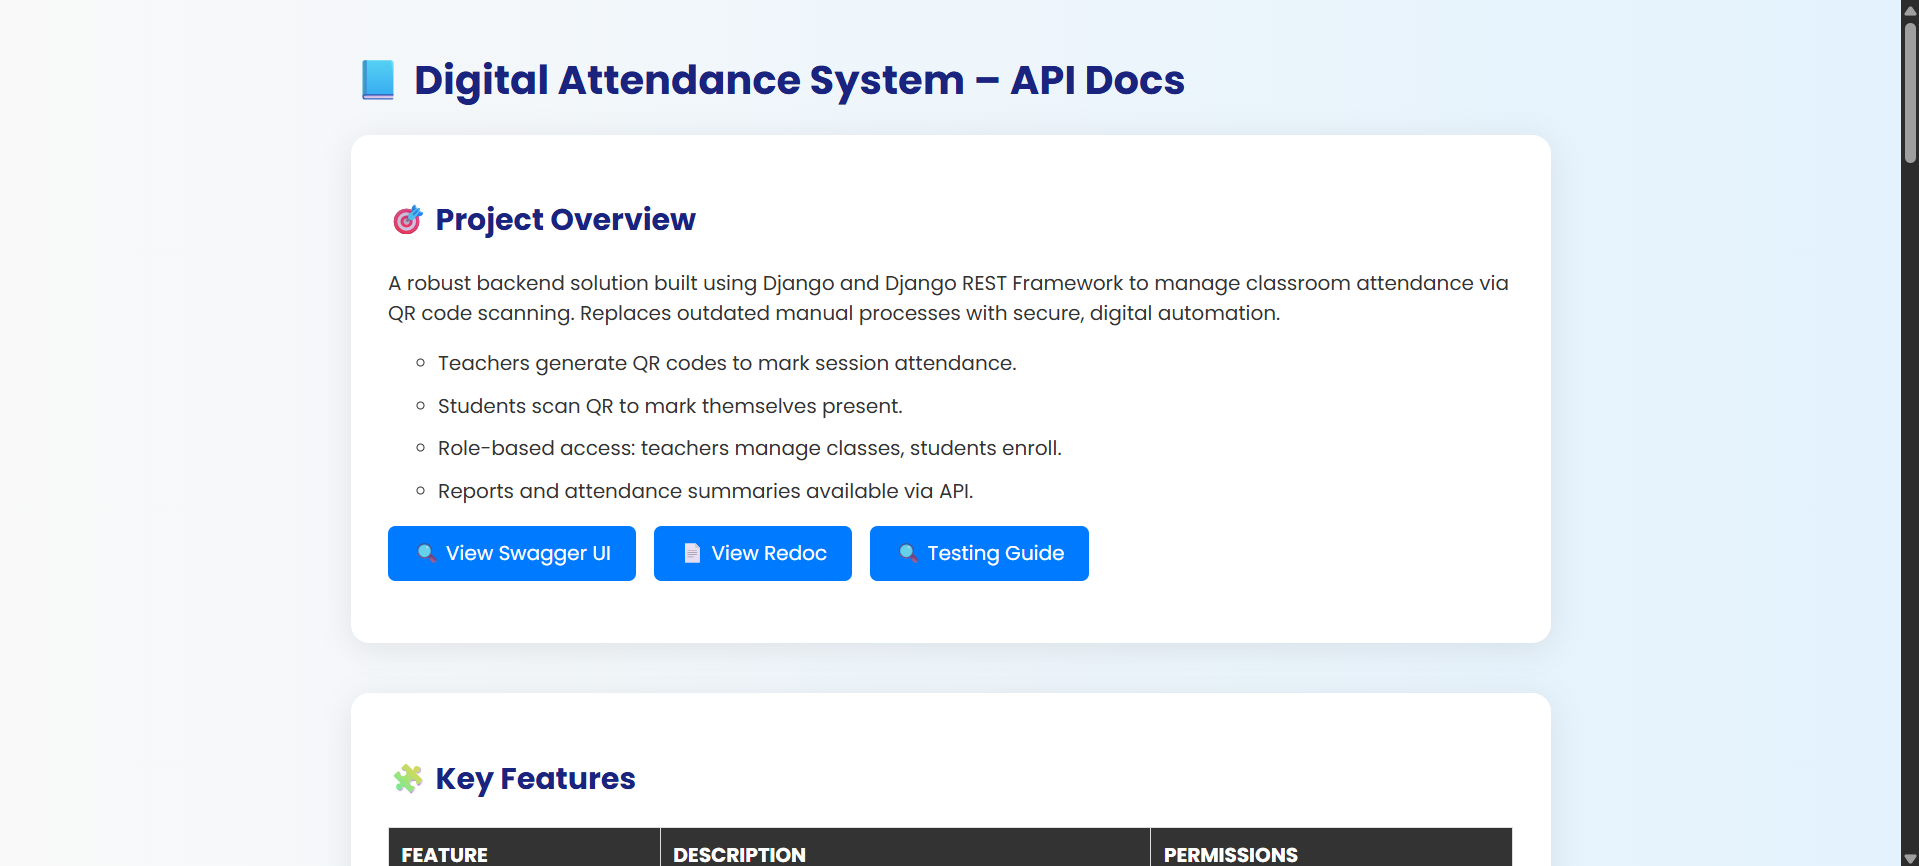 Digital Attendance System – API Docs
Project Overview
A robust backend solution built using Django and Django REST Framework to manage classroom attendance via
QR code scanning. Replaces outdated manual processes with secure, digital automation.
Teachers generate QR codes to mark session attendance.
Students scan QR to mark themselves present.
Role-based access: teachers manage classes, students enroll.
Reports and attendance summaries available via API.
View Swagger UI
View Redoc
Testing Guide
Key Features
FEATURE
DESCRIPTION
PERMISSIONS